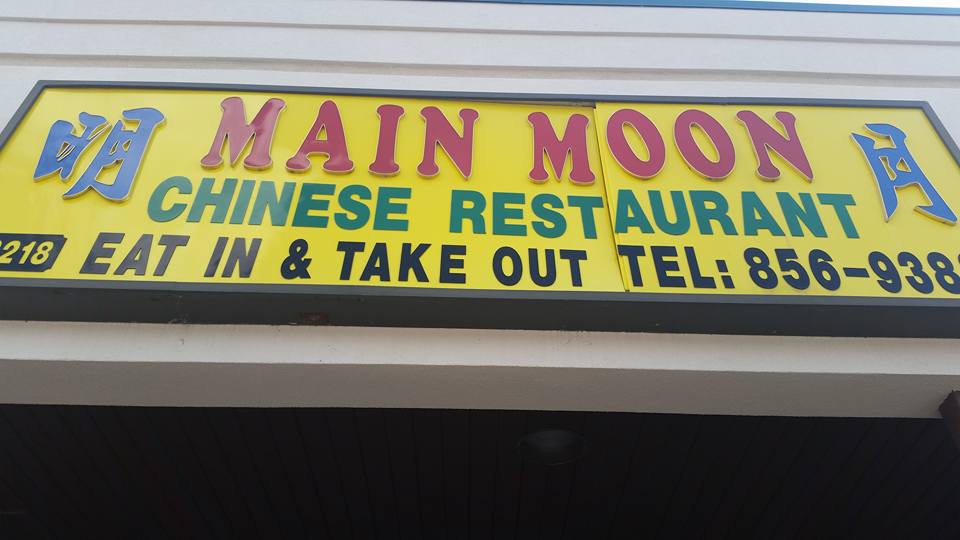 明 MAIN MOON 月
CHINESE RESTAURANT
218 EAT IN & TAKE OUT TEL: 856-938